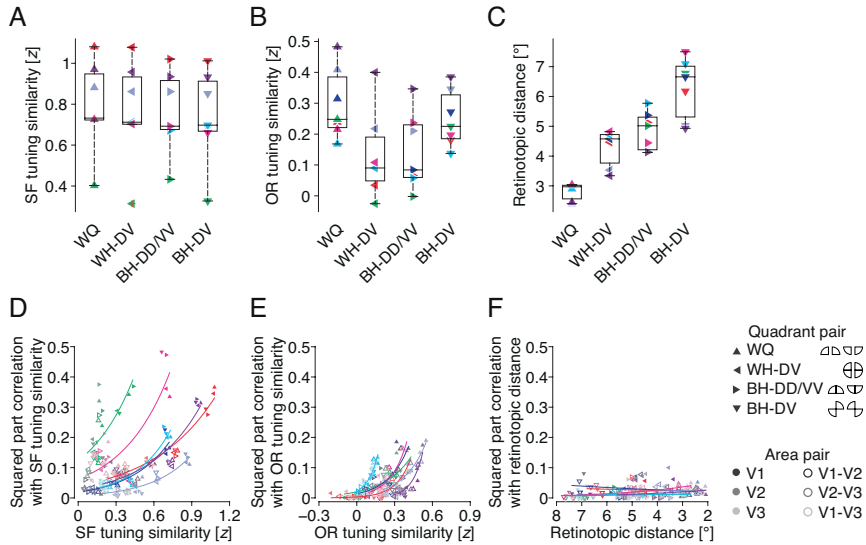 A
SF tuning similarity [z]
1
0.8
0.6
0.4
WQ
WH-DV
BH-DD/VV
BH-DV
B
OR tuning similarity [z]
0.5
0.4
0.3
0.2
0.1
0
WQ
WH-DV
BH-DD/VV
BH-DV
C
Retinotopic distance [°]
7
6
5
4
3
WQ
WH-DV
BH-DD/VV
BH-DV
D
Squared part correlation
with SF tuning similarity
0.5
0.4
0.3
0.2
0.1
0
0 0.3 0.6 0.9 1.2
SF tuning similarity [z]
E
Squared part correlation
with OR tuning similarity
0.5
0.4
0.3
0.2
0.1
0
−0.3 0 0.3 0.6 0.9
OR tuning similarity [z]
F
Squared part correlation
with retinotopic distance
0.5
0.4
0.3
0.2
0.1
0
8 7 6 5 4 3 2
Retinotopic distance [°]
Quadrant pair
WQ
WH-DV
BH-DD/VV
BH-DV
Area pair
V1 V1-V2
V2 V2-V3
V3 V1-V3